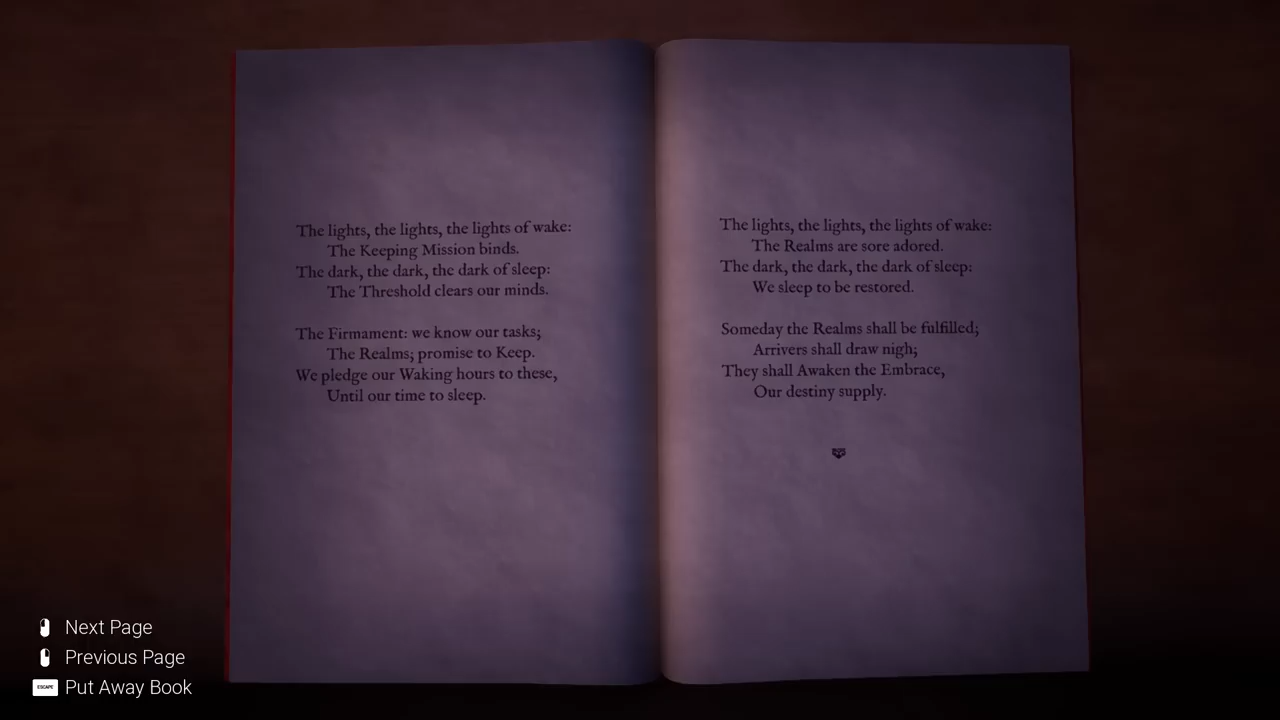 The lights, the lights, the lights of wake:
The Keeping Mission binds.
The dark, the dark, the dark of sleep:
The Threshold clears our minds.
The Firmament: we know our tasks;
The Realms; promise to Keep.
We pledge our Waking hours to these,
Until our time to sleep.
The lights, the lights, the lights of wake:
The Realms are sore adored.
The dark, the dark, the dark of sleep:
We sleep to be restored.
Someday the Realms shall be fulfilled;
Arrivers shall draw nigh;
They shall Awaken the Embrace,
Our destiny supply.
Next Page
Previous Page
ESCAPE Put Away Book